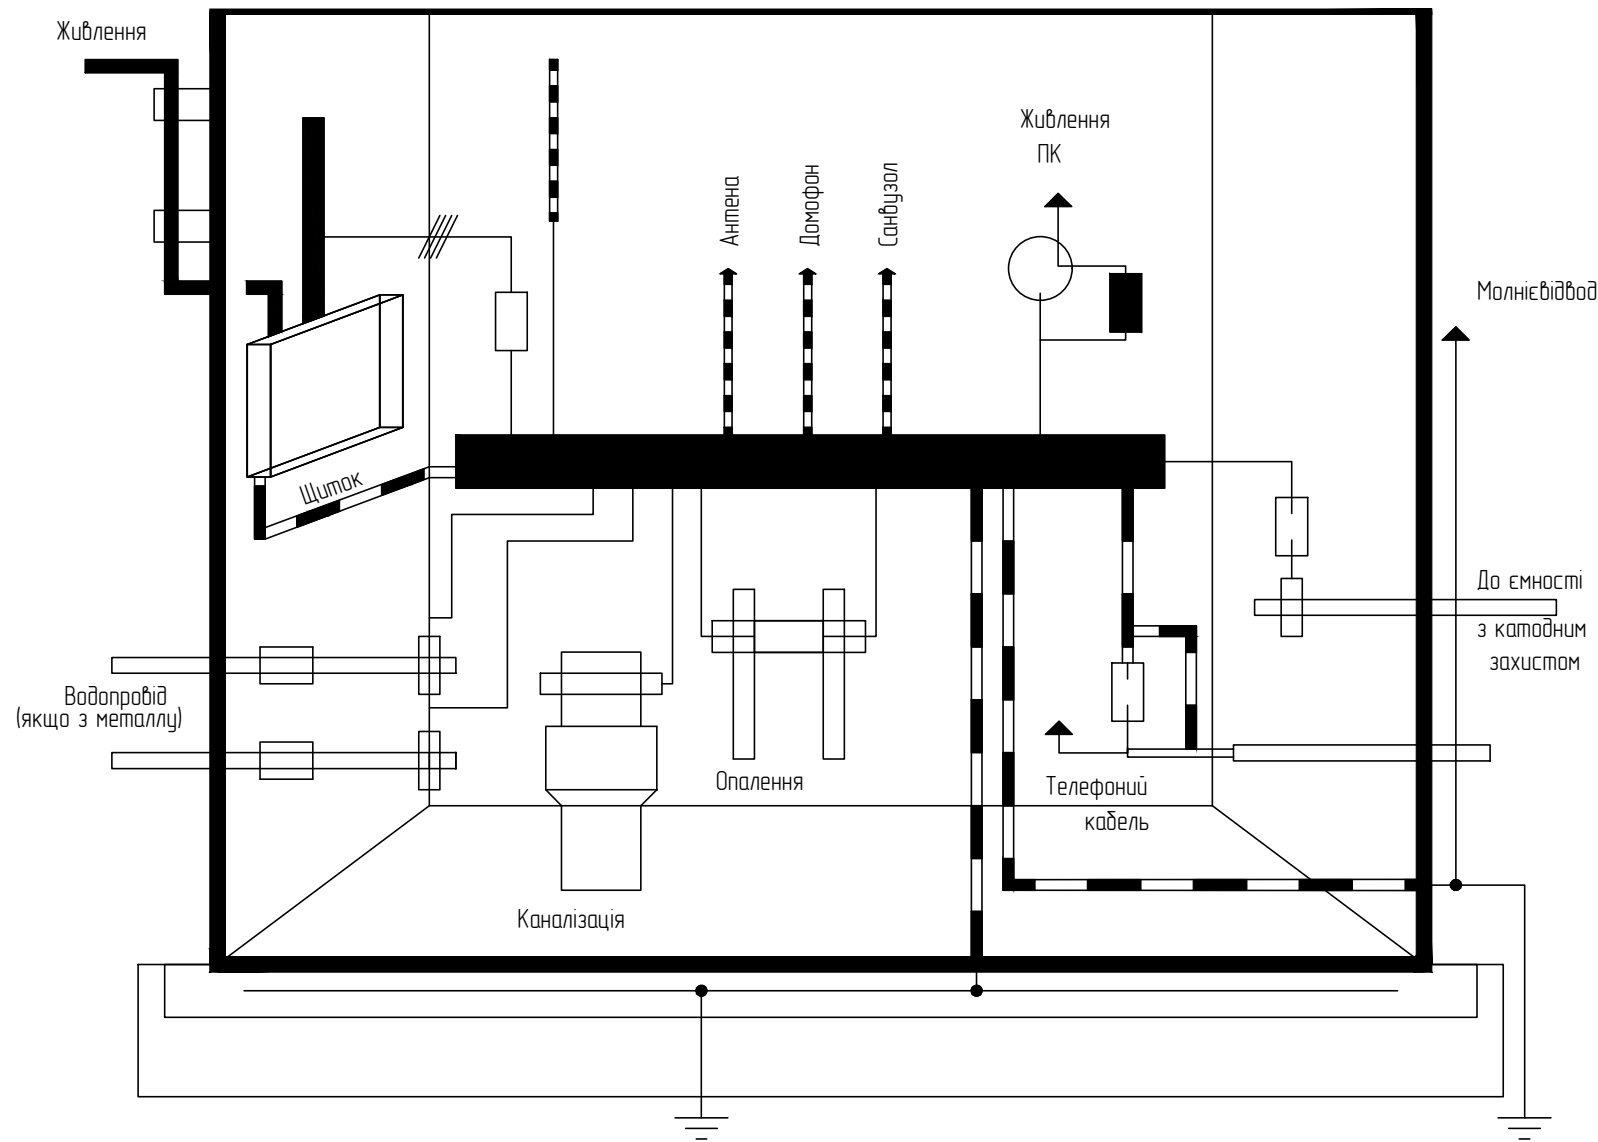 Живлення
Антена
Домофон
Санвузол
Живлення
ПК
Молнієвідвод
Щиток
До ємності
з катодним
захистом
Водопровід
(якщо з металлу)
Опалення
Телефоний
кабель
Каналізація